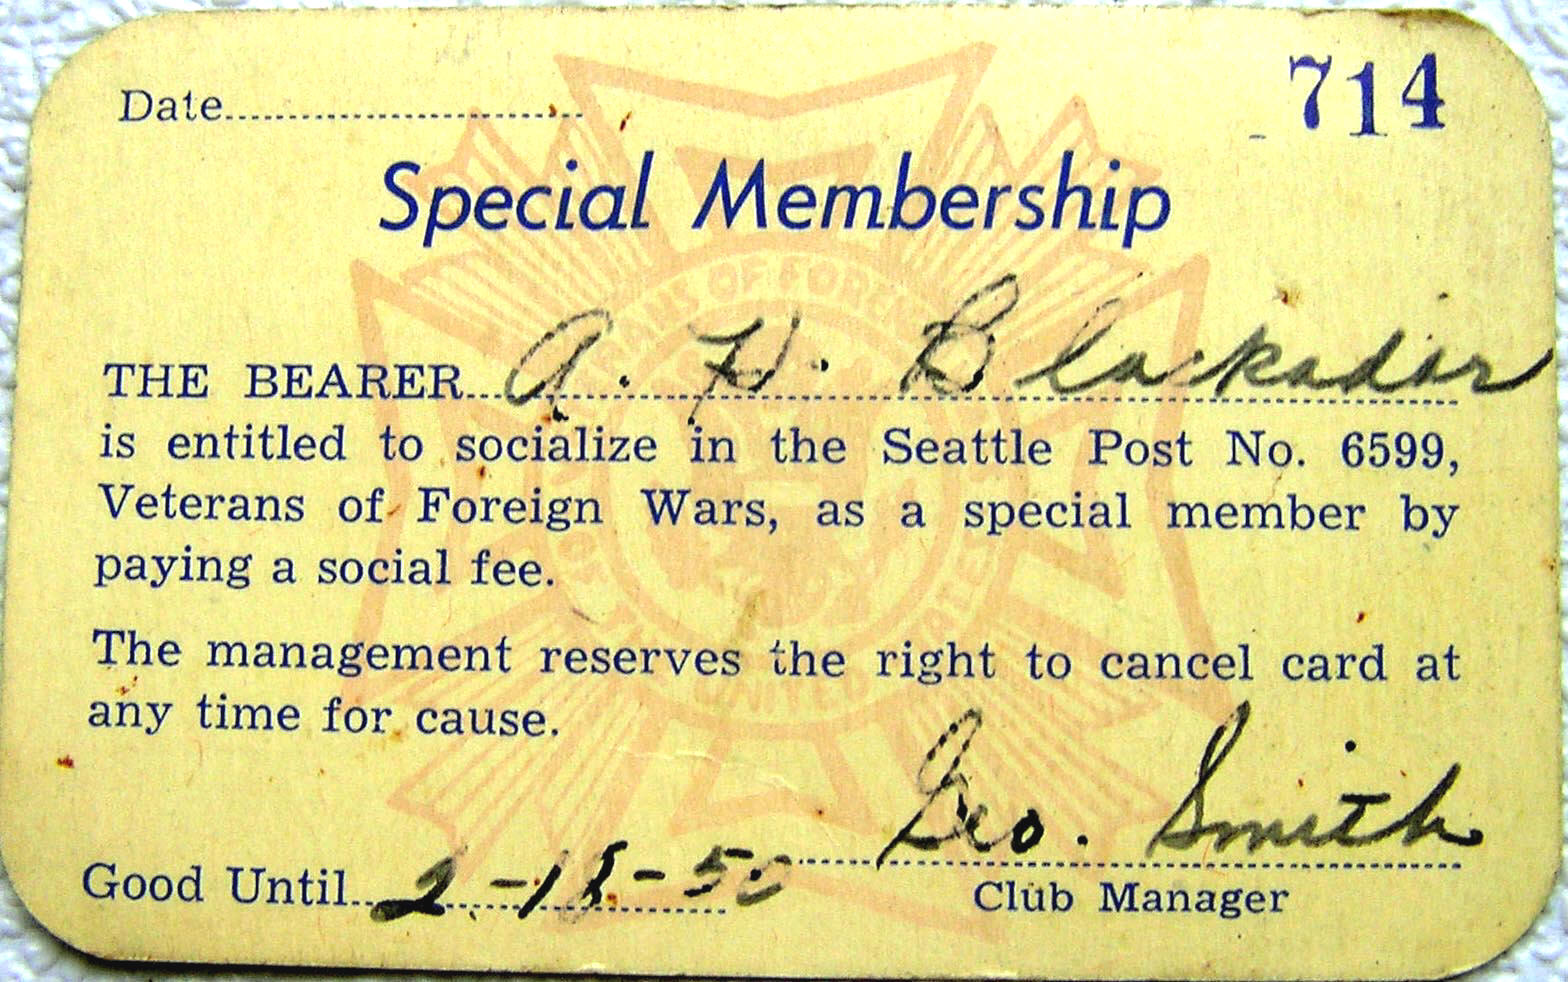 Date
714
Special Membership
THE BEARER A. H. Blackadar
is entitled to socialize in the Seattle Post No. 6599,
Veterans of Foreign Wars, as a special member by
paying a social fee.
The management reserves the right to cancel card at
any time for cause.
Geo. Smith
Good Until 2-18-50
Club Manager